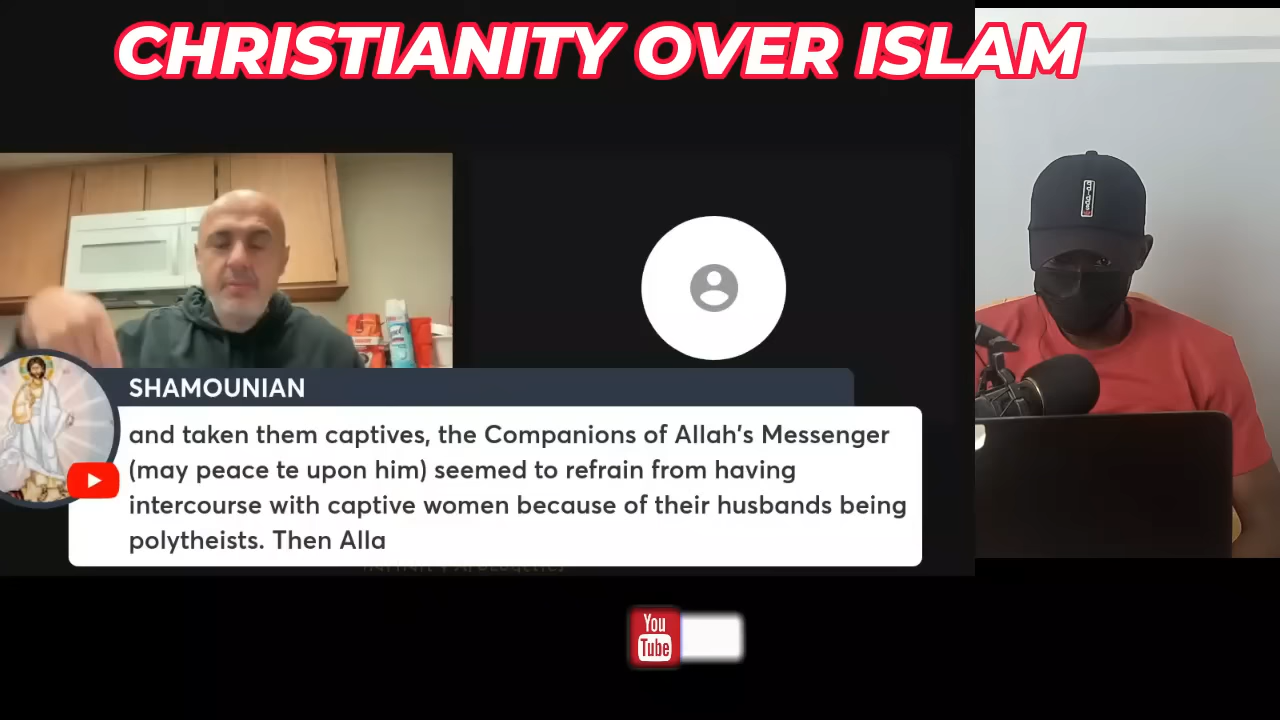 CHRISTIANITY OVER ISLAM
SHAMOUNIAN
and taken them captives, the Companions of Allah's Messenger
(may peace te upon him) seemed to refrain from having
intercourse with captive women because of their husbands being
polytheists. Then Alla
You
Tube